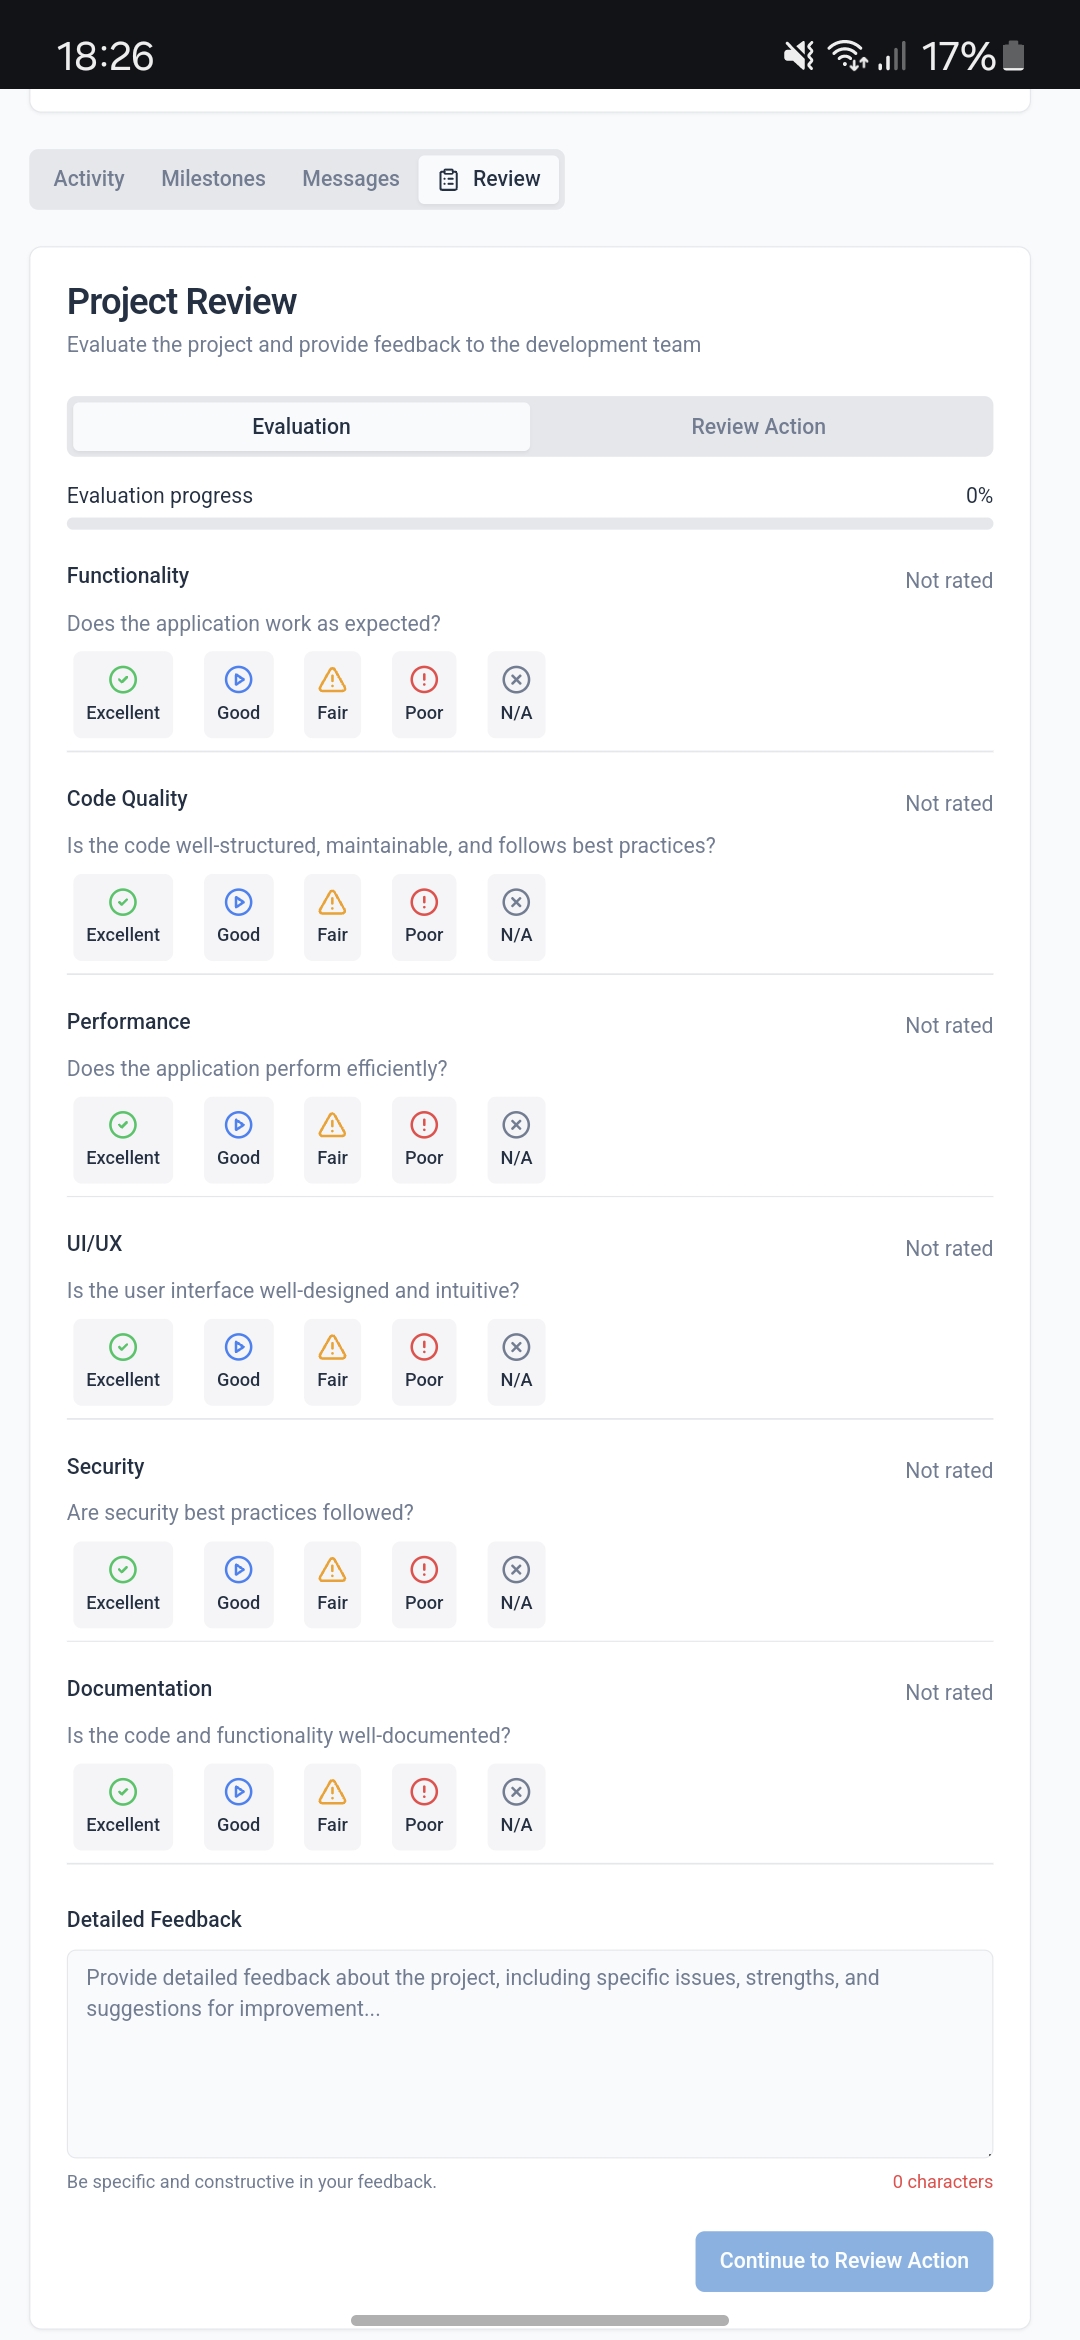 18:26
17%
Activity Milestones Messages Review
Project Review
Evaluate the project and provide feedback to the development team
Evaluation Review Action
Evaluation progress 0%
Functionality Not rated
Does the application work as expected?
Excellent Good Fair Poor N/A
Code Quality Not rated
Is the code well-structured, maintainable, and follows best practices?
Excellent Good Fair Poor N/A
Performance Not rated
Does the application perform efficiently?
Excellent Good Fair Poor N/A
UI/UX Not rated
Is the user interface well-designed and intuitive?
Excellent Good Fair Poor N/A
Security Not rated
Are security best practices followed?
Excellent Good Fair Poor N/A
Documentation Not rated
Is the code and functionality well-documented?
Excellent Good Fair Poor N/A
Detailed Feedback
Provide detailed feedback about the project, including specific issues, strengths, and
suggestions for improvement...
Be specific and constructive in your feedback. 0 characters
Continue to Review Action